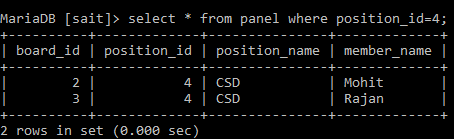 MariaDB [sait]> select * from panel where position_id=4;
+----------+-------------+---------------+-------------+
| board_id | position_id | position_name | member_name |
+----------+-------------+---------------+-------------+
|        2 |           4 | CSD           | Mohit       |
|        3 |           4 | CSD           | Rajan       |
+----------+-------------+---------------+-------------+
2 rows in set (0.000 sec)